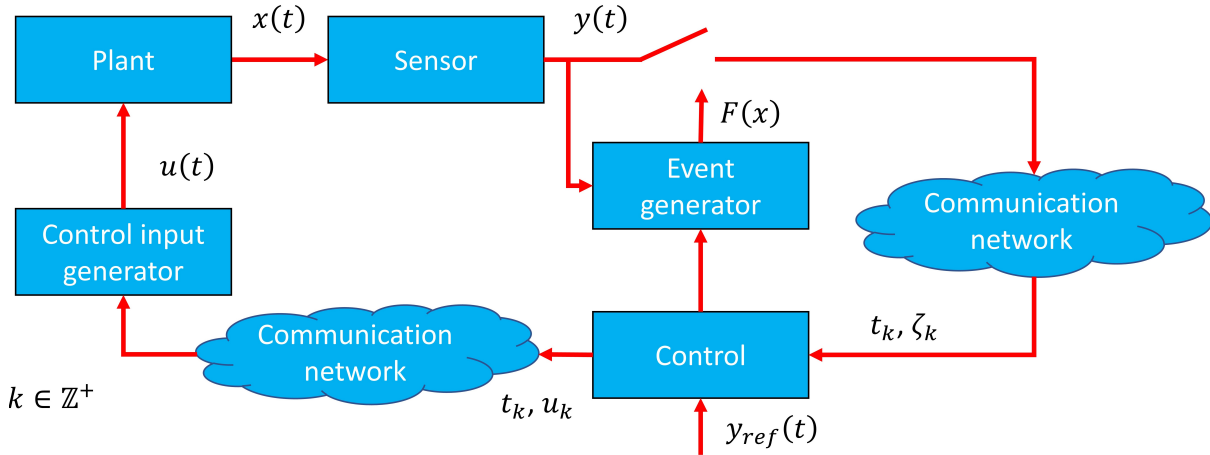 x(t)
y(t)
Plant
Sensor
F(x)
u(t)
Event
generator
Communication
network
Control input
generator
Communication
network
Control
t_k, ζ_k
k ∈ ℤ⁺
t_k, u_k
y_ref(t)